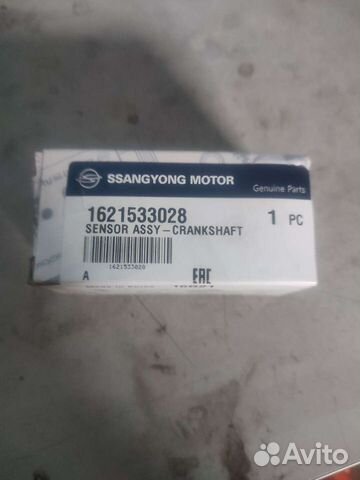 SSANGYONG MOTOR
Genuine Parts
1621533028 1 PC
SENSOR ASSY-CRANKSHAFT
1621533028
A EAC
Avito